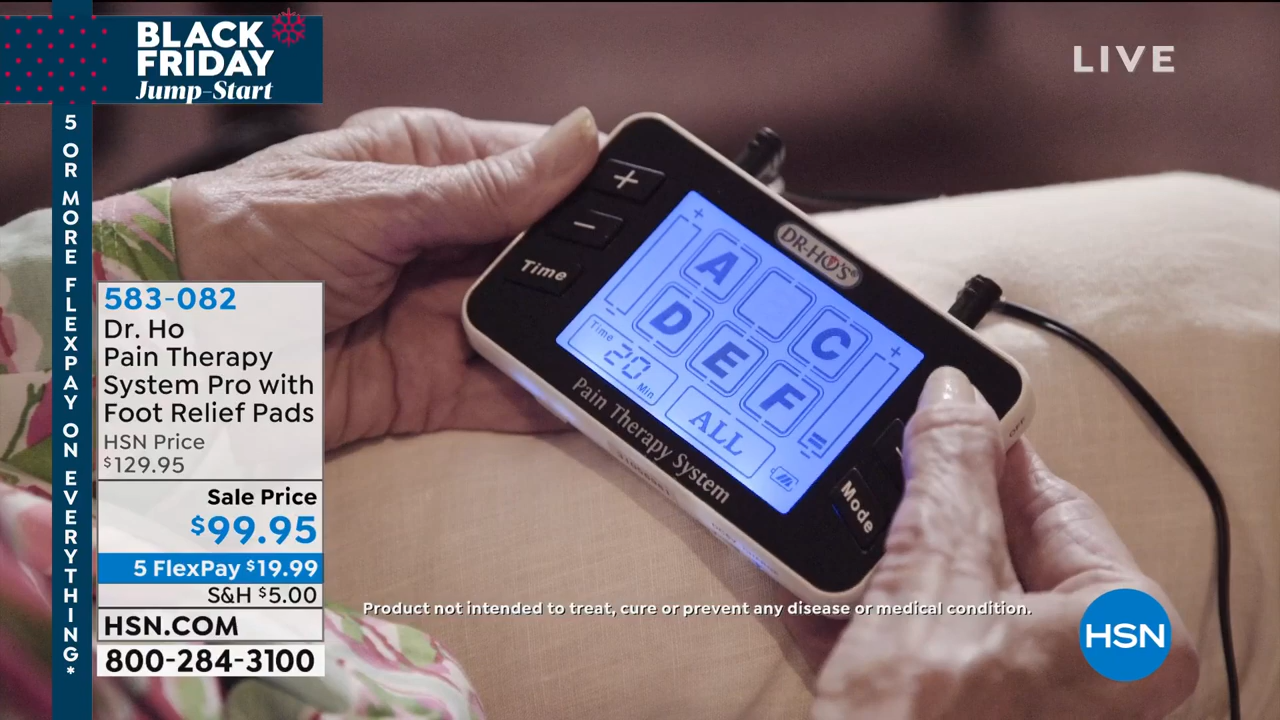 BLACK
FRIDAY
Jump-Start
LIVE
5 OR MORE FLEXPAY ON EVERYTHING*
583-082
Dr. Ho
Pain Therapy
System Pro with
Foot Relief Pads
HSN Price
$129.95
Sale Price
$99.95
5 FlexPay $19.99
S&H $5.00
HSN.COM
800-284-3100
+
−
Time
DR-HO'S®
+
A
C
D
E
F
+
Time
20
Min
ALL
Pain Therapy System
Mode
OFF
Product not intended to treat, cure or prevent any disease or medical condition.
HSN